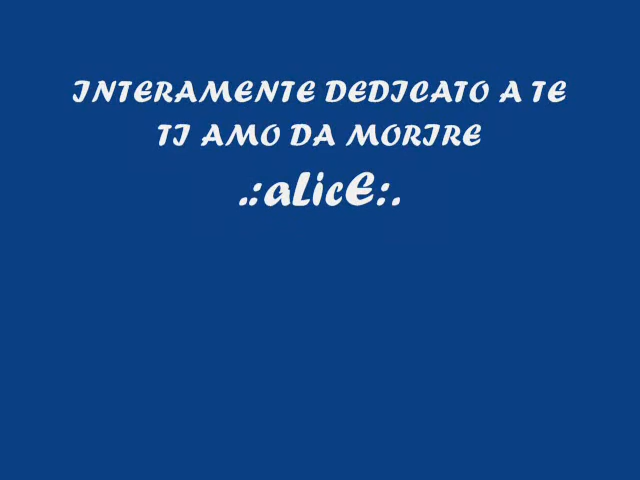 INTERAMENTE DEDICATO A TE
TI AMO DA MORIRE
.:aLicE:.